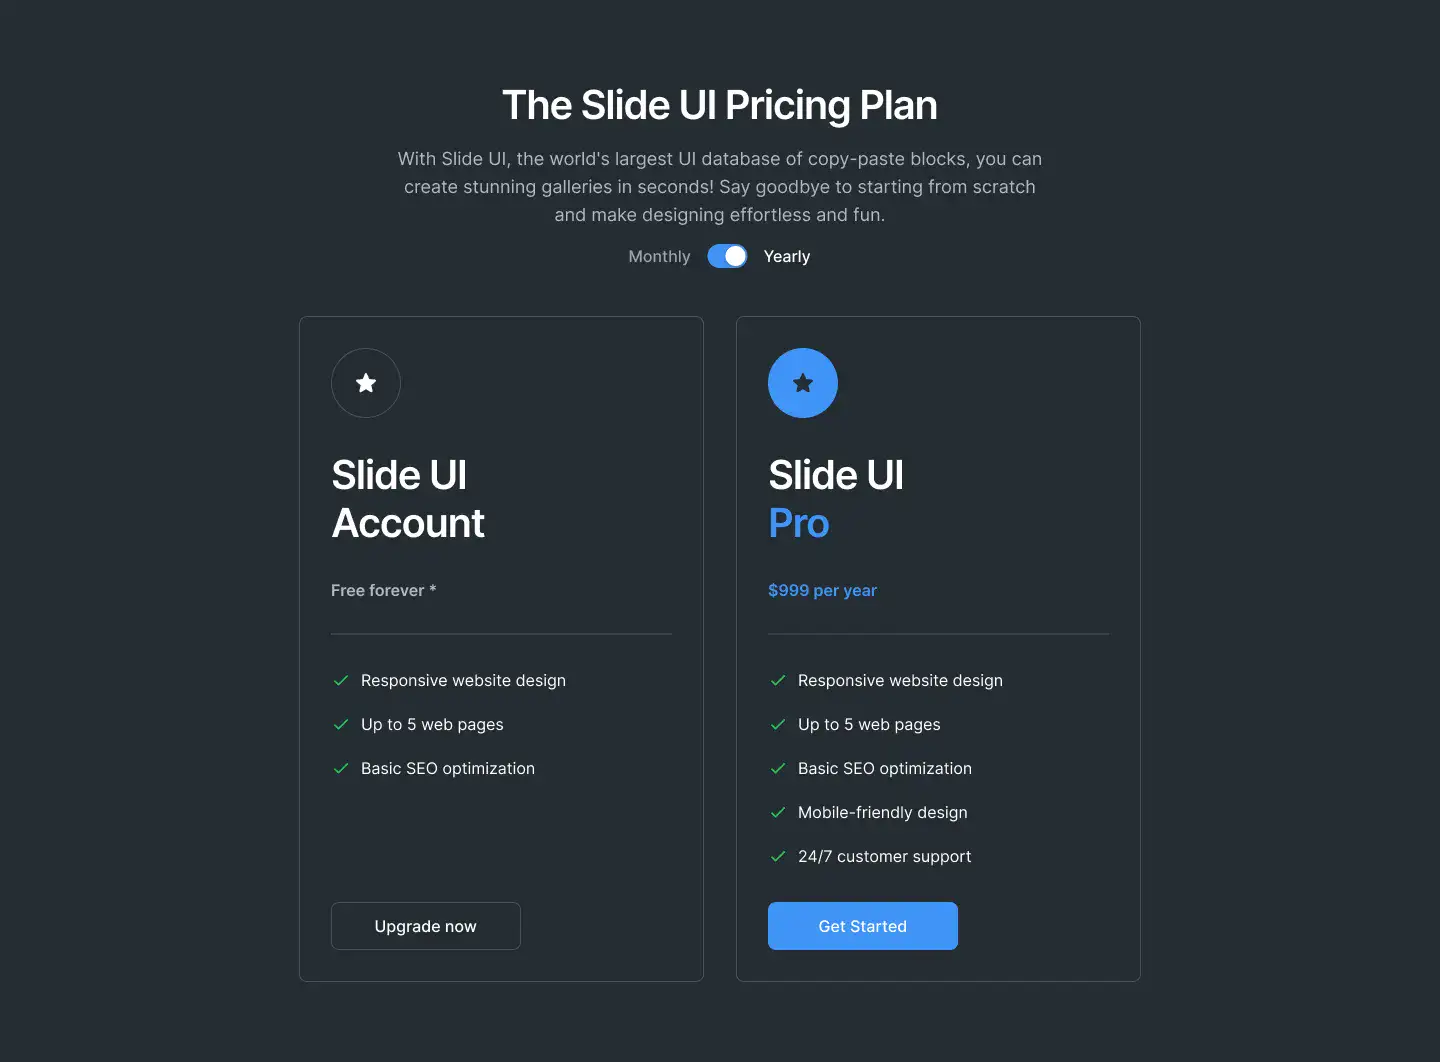 The Slide UI Pricing Plan
With Slide UI, the world's largest UI database of copy-paste blocks, you can
create stunning galleries in seconds! Say goodbye to starting from scratch
and make designing effortless and fun.
Monthly Yearly
Slide UI
Account
Free forever *
Responsive website design
Up to 5 web pages
Basic SEO optimization
Upgrade now
Slide UI
Pro
$999 per year
Responsive website design
Up to 5 web pages
Basic SEO optimization
Mobile-friendly design
24/7 customer support
Get Started